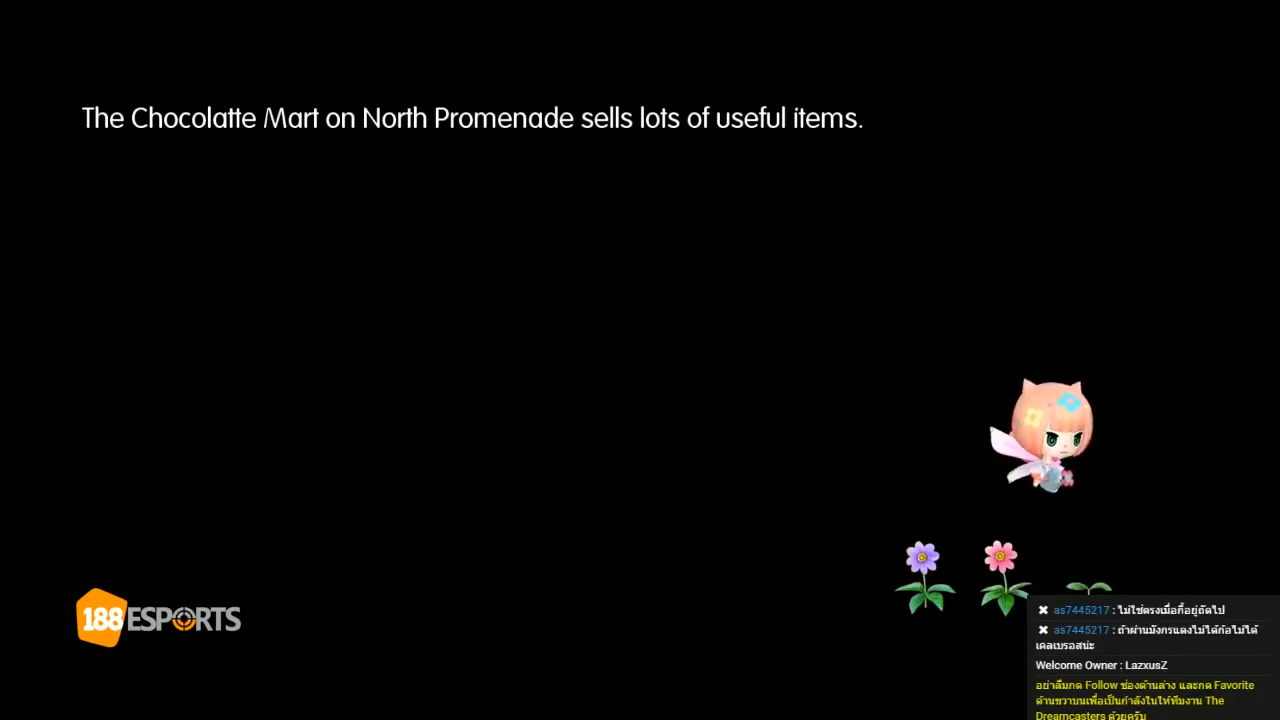 The Chocolatte Mart on North Promenade sells lots of useful items.
188ESPORTS
✖ as7445217 : ไม่ใช่ตรงเมื่อกี้อยู่ถัดไป
✖ as7445217 : ถ้าผ่านมังกรแดงไม่ได้ก้อไม่ได้
เคลเบรอสน่ะ
Welcome Owner : LazxusZ
อย่าลืมกด Follow ช่องด้านล่าง และกด Favorite
ด้านขวาบนเพื่อเป็นกำลังในให้ทีมงาน The
Dreamcasters ด้วยครับ